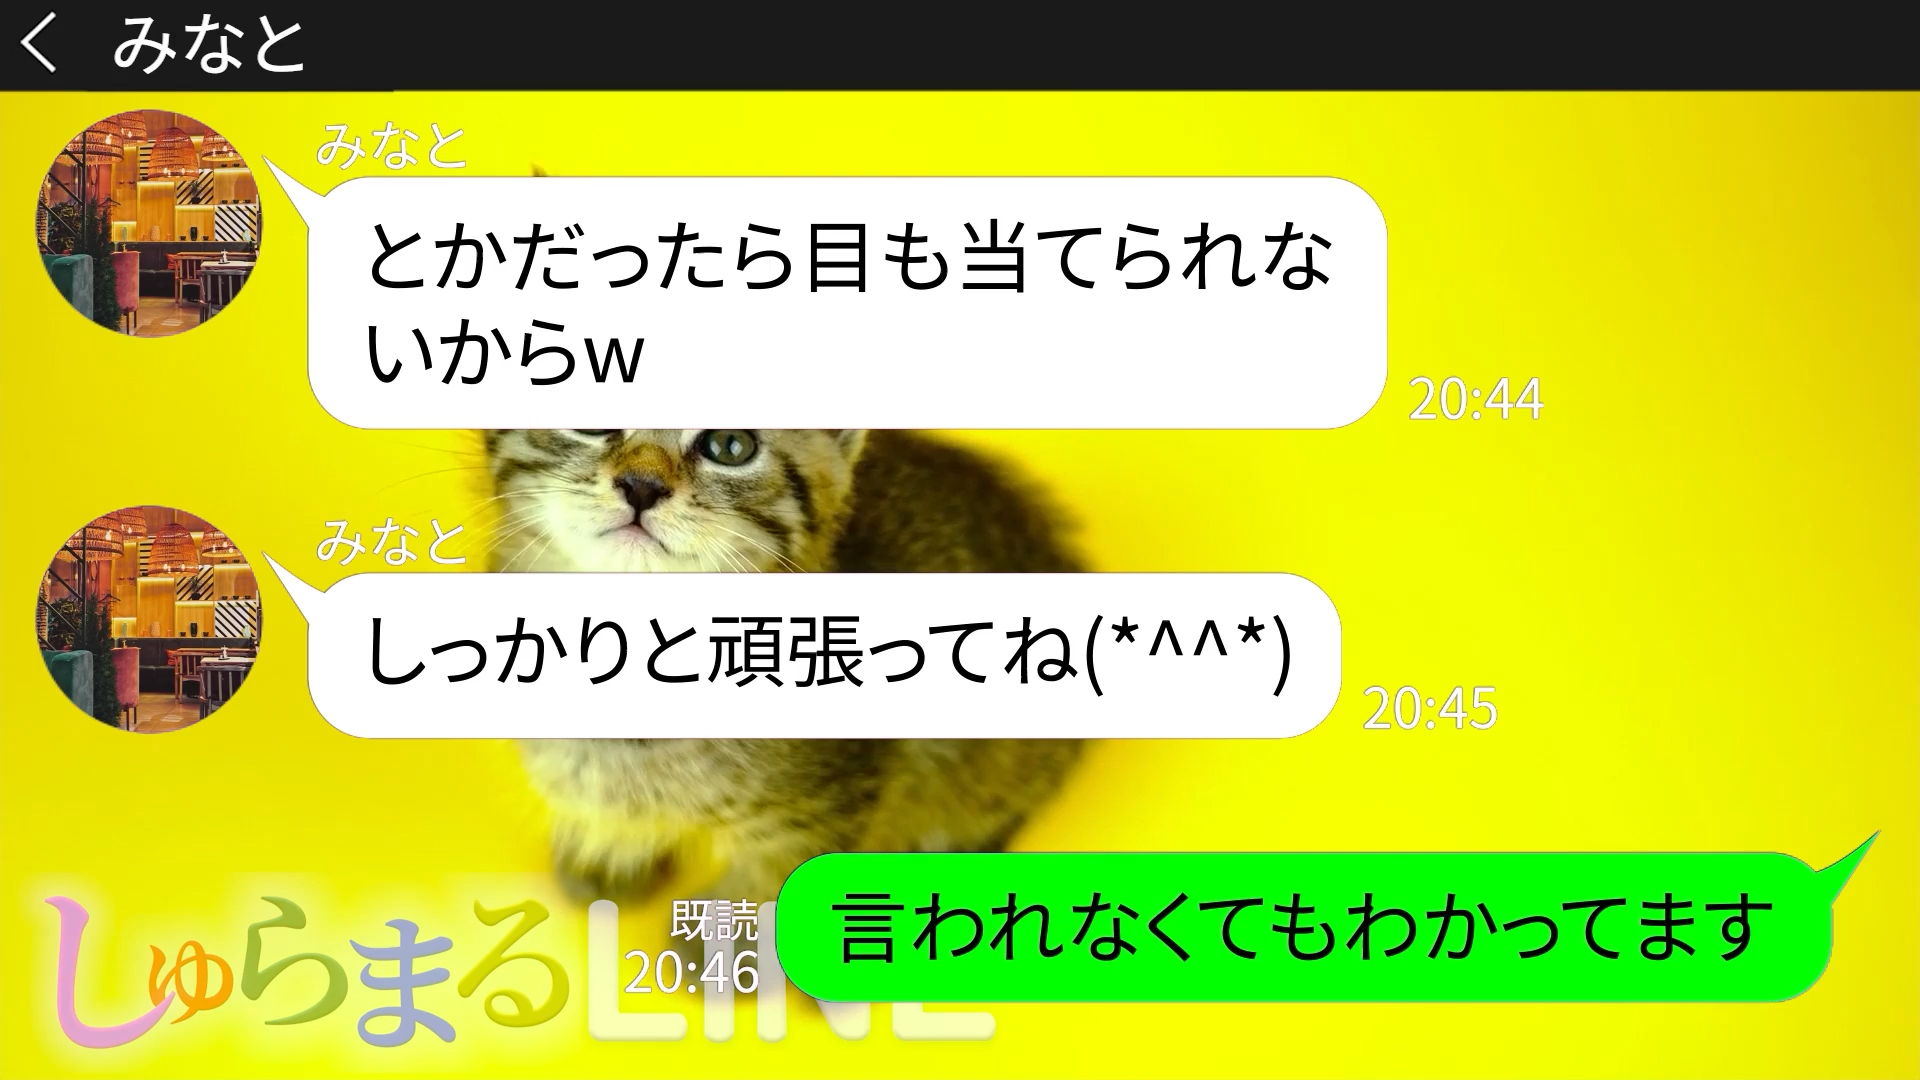 みなと
みなと
とかだったら目も当てられな
いからw
20:44
みなと
しっかりと頑張ってね(*^^*)
20:45
言われなくてもわかってます
既読
20:46
しゅらまるLINE